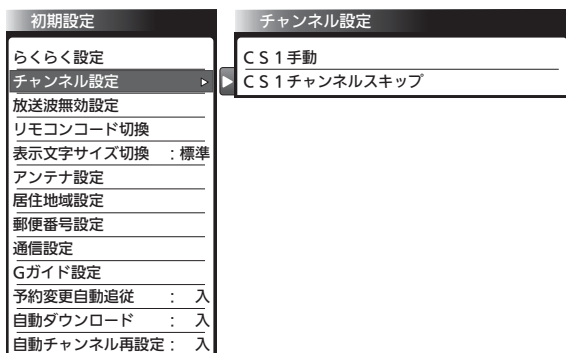 初期設定
らくらく設定
チャンネル設定
放送波無効設定
リモコンコード切換
表示文字サイズ切換 : 標準
アンテナ設定
居住地域設定
郵便番号設定
通信設定
Gガイド設定
予約変更自動追従 : 入
自動ダウンロード : 入
自動チャンネル再設定 : 入
チャンネル設定
CS1手動
CS1チャンネルスキップ